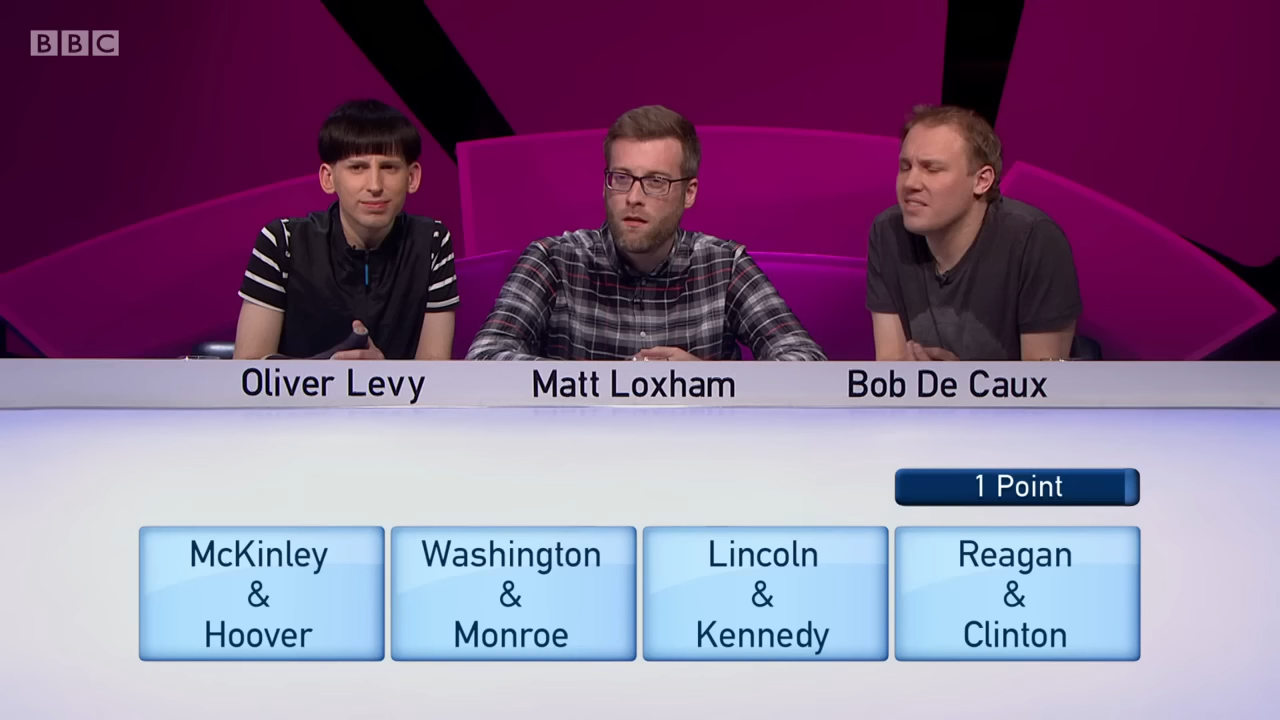 BBC
Oliver Levy
Matt Loxham
Bob De Caux
1 Point
McKinley
&
Hoover
Washington
&
Monroe
Lincoln
&
Kennedy
Reagan
&
Clinton